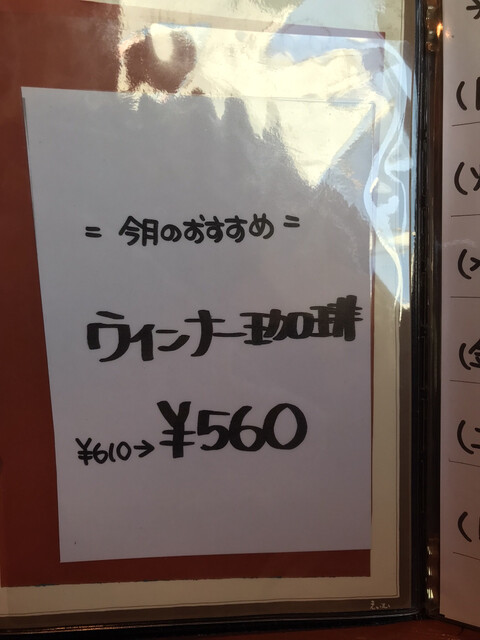 = 今月のおすすめ =
ウインナー珈琲
¥610→¥560